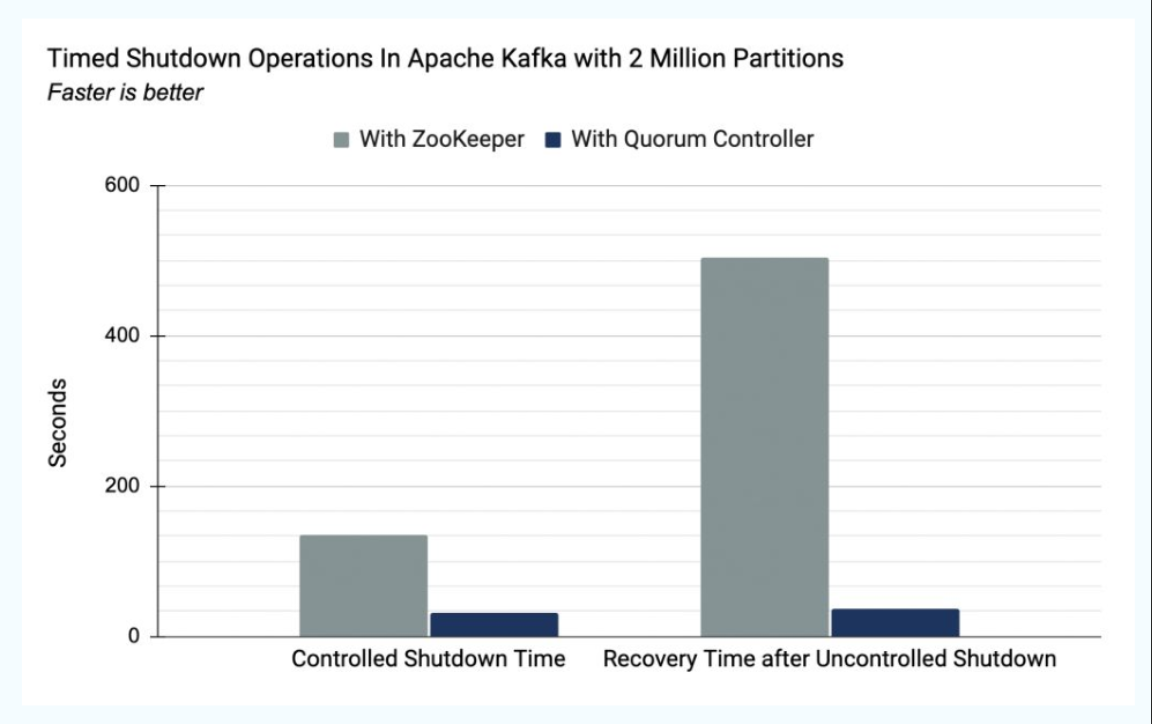 Timed Shutdown Operations In Apache Kafka with 2 Million Partitions
Faster is better
With ZooKeeper With Quorum Controller
600
400
200
0
Seconds
Controlled Shutdown Time Recovery Time after Uncontrolled Shutdown